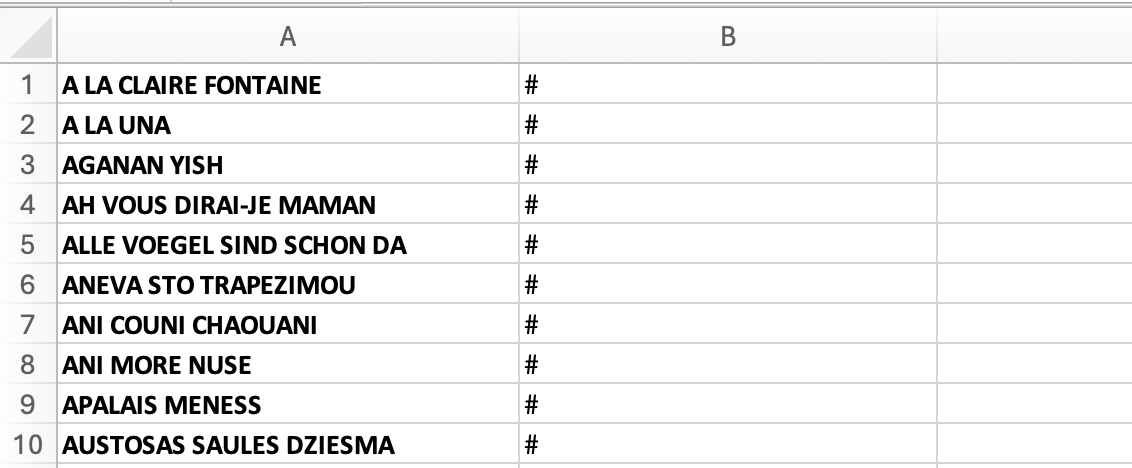 A B
1 A LA CLAIRE FONTAINE #
2 A LA UNA #
3 AGANAN YISH #
4 AH VOUS DIRAI-JE MAMAN #
5 ALLE VOEGEL SIND SCHON DA #
6 ANEVA STO TRAPEZIMOU #
7 ANI COUNI CHAOUANI #
8 ANI MORE NUSE #
9 APALAIS MENESS #
10 AUSTOSAS SAULES DZIESMA #